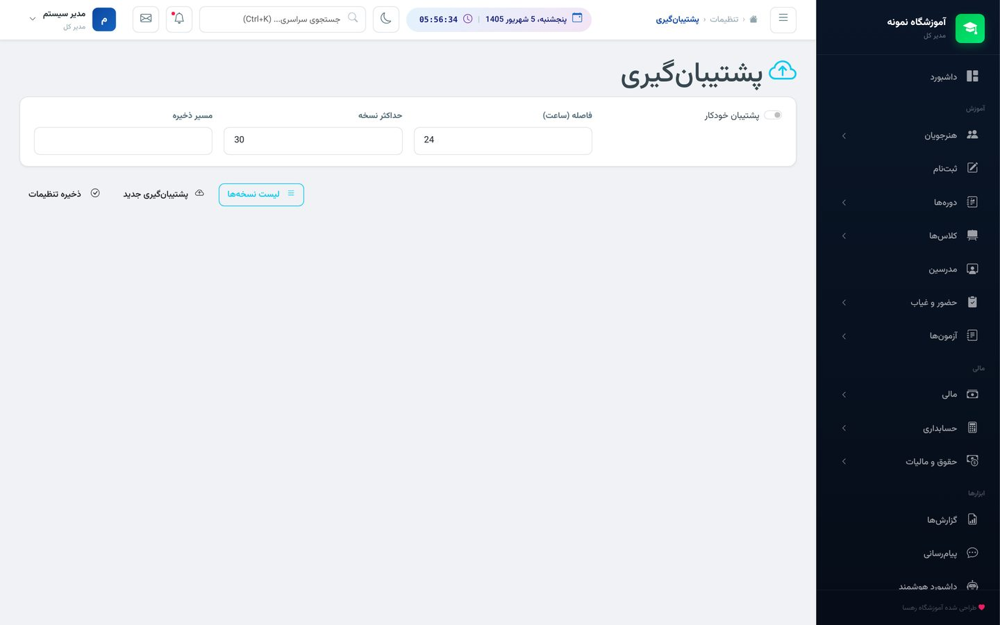 آموزشگاه نمونه
مدیر کل
داشبورد
آموزش
هنرجویان
ثبت‌نام
دوره‌ها
کلاس‌ها
مدرسین
حضور و غیاب
آزمون‌ها
مالی
مالی
حسابداری
حقوق و مالیات
ابزارها
گزارش‌ها
پیام‌رسانی
داشبورد هوشمند
طراحی شده آموزشگاه رهسا
تنظیمات ‹ پشتیبان‌گیری
پنجشنبه، 5 شهریور 1405 | 05:56:34
جستجوی سراسری... (Ctrl+K)
م
مدیر سیستم
مدیر کل
پشتیبان‌گیری
پشتیبان خودکار
فاصله (ساعت)
24
حداکثر نسخه
30
مسیر ذخیره
لیست نسخه‌ها
پشتیبان‌گیری جدید
ذخیره تنظیمات